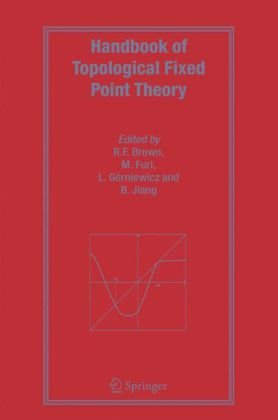 Handbook of
Topological Fixed
Point Theory
Edited by
R.F. Brown,
M. Furi,
L. Górniewicz and
B. Jiang
Springer